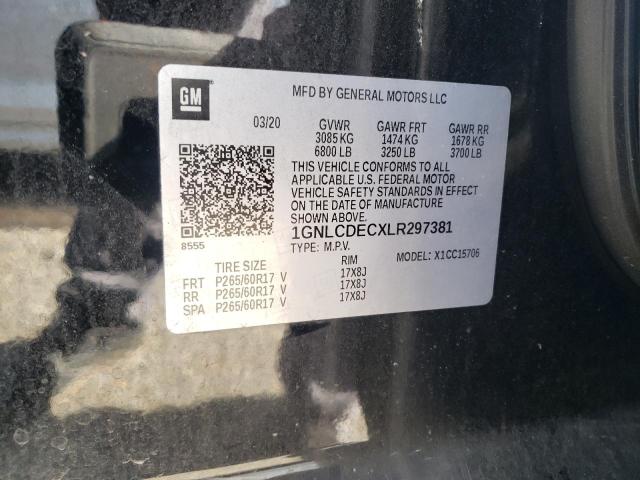 GM
MFD BY GENERAL MOTORS LLC
03/20 GVWR GAWR FRT GAWR RR
3085 KG 1474 KG 1678 KG
6800 LB 3250 LB 3700 LB
THIS VEHICLE CONFORMS TO ALL
APPLICABLE U.S. FEDERAL MOTOR
VEHICLE SAFETY STANDARDS IN EFFECT
ON THE DATE OF MANUFACTURE
SHOWN ABOVE.
8555 1GNLCDECXLR297381
TYPE: M.P.V. MODEL: X1CC15706
TIRE SIZE RIM
FRT P265/60R17 V 17X8J
RR P265/60R17 V 17X8J
SPA P265/60R17 V 17X8J